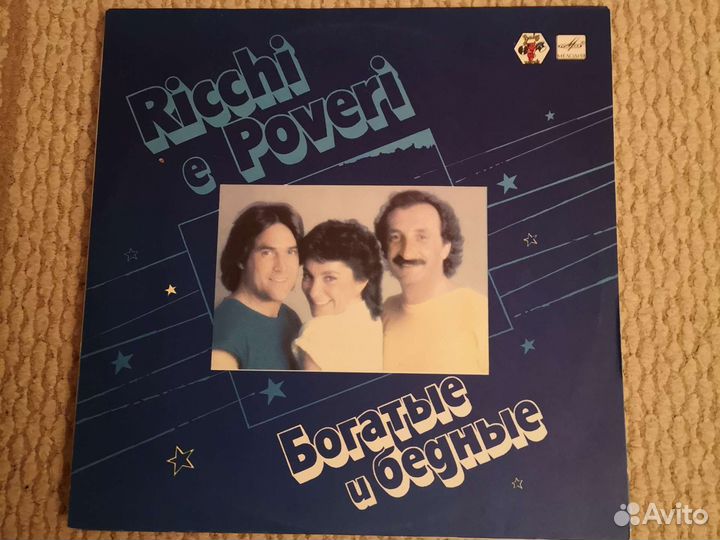 Ricchi
e Poveri
МЕЛОДИЯ
Богатые
и бедные
Avito